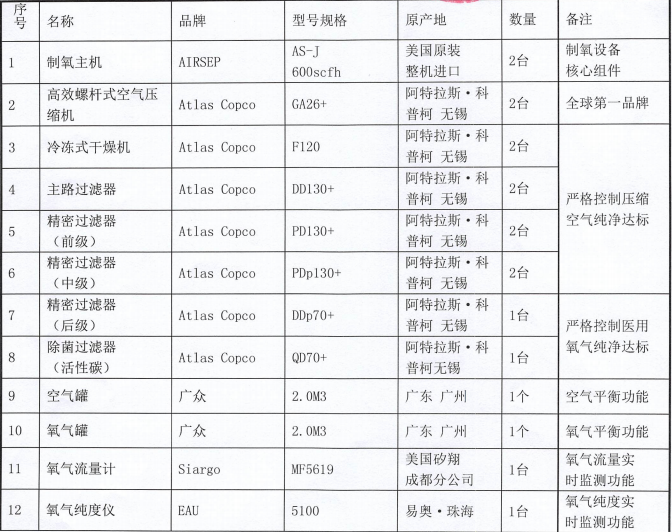 序号 名称 品牌 型号规格 原产地 数量 备注
1 制氧主机 AIRSEP AS-J 600scfh 美国原装整机进口 2台 制氧设备核心组件
2 高效螺杆式空气压缩机 Atlas Copco GA26+ 阿特拉斯·科普柯 无锡 2台 全球第一品牌
3 冷冻式干燥机 Atlas Copco F120 阿特拉斯·科普柯 无锡 2台 严格控制压缩空气纯净达标
4 主路过滤器 Atlas Copco DD130+ 阿特拉斯·科普柯 无锡 2台
5 精密过滤器（前级） Atlas Copco PD130+ 阿特拉斯·科普柯 无锡 2台
6 精密过滤器（中级） Atlas Copco PDp130+ 阿特拉斯·科普柯 无锡 2台
7 精密过滤器（后级） Atlas Copco DDp70+ 阿特拉斯·科普柯 无锡 1台 严格控制医用氧气纯净达标
8 除菌过滤器（活性碳） Atlas Copco QD70+ 阿特拉斯·科普柯无锡 1台
9 空气罐 广众 2.0M3 广东 广州 1个 空气平衡功能
10 氧气罐 广众 2.0M3 广东 广州 1个 氧气平衡功能
11 氧气流量计 Siargo MF5619 美国矽翔成都分公司 1台 氧气流量实时监测功能
12 氧气纯度仪 EAU 5100 易奥·珠海 1台 氧气纯度实时监测功能